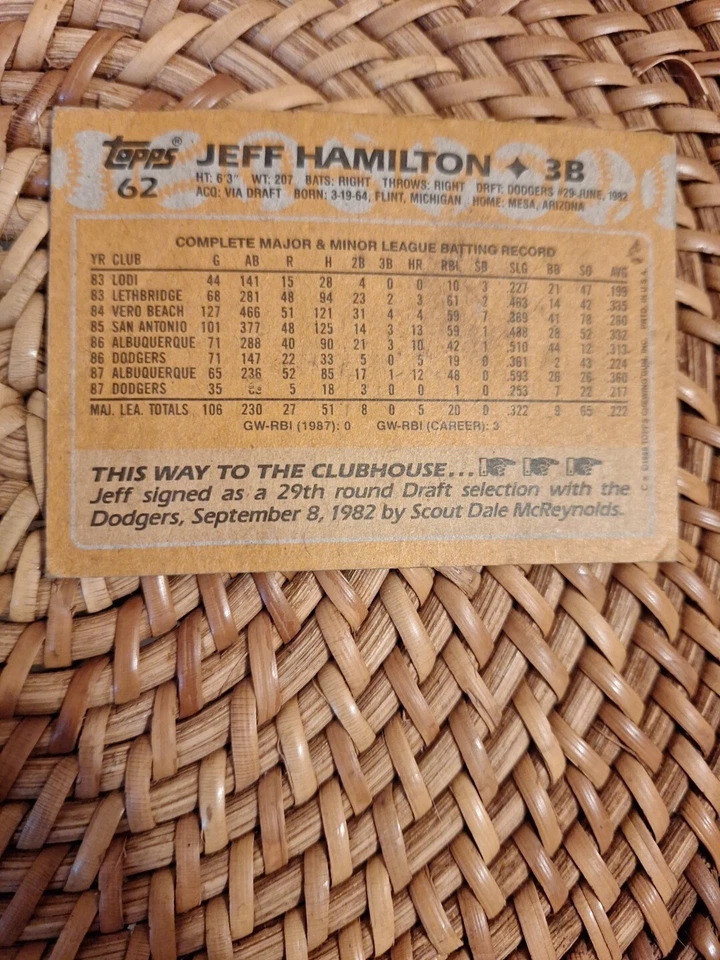 topps® JEFF HAMILTON ✦ 3B
62 HT: 6'3" WT: 207 BATS: RIGHT THROWS: RIGHT DRFT: DODGERS #29-JUNE, 1982
ACQ: VIA DRAFT BORN: 3-19-64, FLINT, MICHIGAN HOME: MESA, ARIZONA
COMPLETE MAJOR & MINOR LEAGUE BATTING RECORD
YR CLUB G AB R H 2B 3B HR RBI SB SLG BB SO AVG
83 LODI 44 141 15 28 4 0 0 10 3 .227 21 47 .199
83 LETHBRIDGE 68 281 48 94 23 2 3 61 2 .463 14 42 .335
84 VERO BEACH 127 466 51 121 31 4 4 59 7 .389 41 78 .260
85 SAN ANTONIO 101 377 48 125 14 3 13 59 1 .488 28 52 .332
86 ALBUQUERQUE 71 288 40 90 21 3 10 42 1 .510 44 12 .313
86 DODGERS 71 147 22 33 5 0 5 19 0 .361 2 43 .224
87 ALBUQUERQUE 65 236 52 85 17 1 12 48 0 .593 26 26 .360
87 DODGERS 35 5 18 3 0 0 1 0 .253 7 22 .217
MAJ. LEA. TOTALS 106 230 27 51 8 0 5 20 0 .322 9 65 .222
GW-RBI (1987): 0 GW-RBI (CAREER): 3
THIS WAY TO THE CLUBHOUSE...
Jeff signed as a 29th round Draft selection with the
Dodgers, September 8, 1982 by Scout Dale McReynolds.
TOPPS CHEWING GUM, INC. PRTD. IN U.S.A.